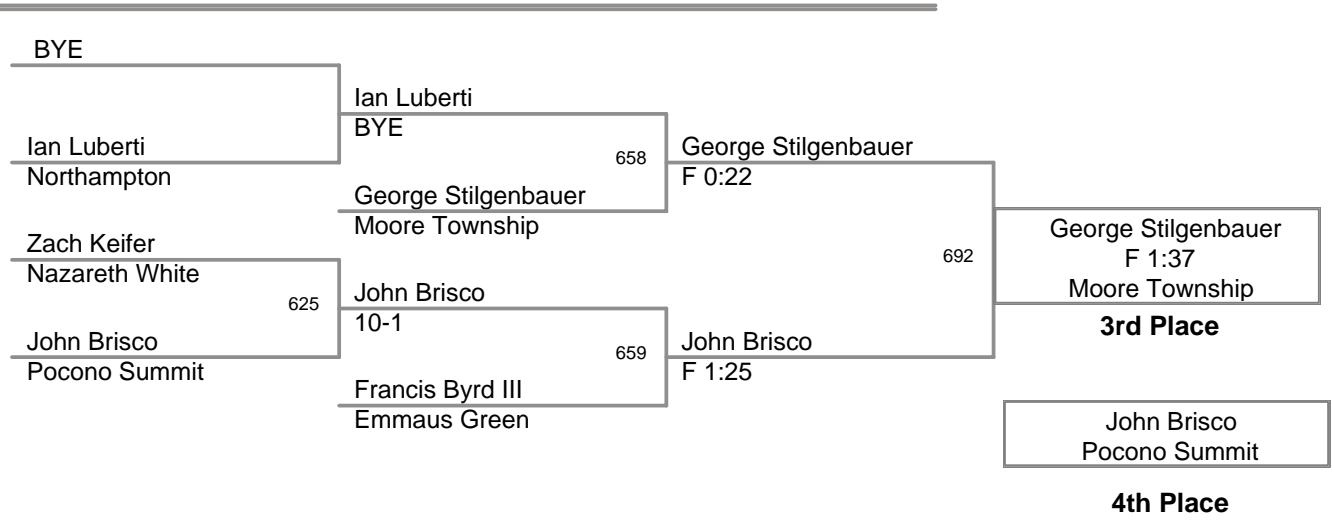 BYE
Ian Luberti
Northampton
Zach Keifer
Nazareth White
625
John Brisco
Pocono Summit
Ian Luberti
BYE
658
George Stilgenbauer
Moore Township
John Brisco
10-1
659
Francis Byrd III
Emmaus Green
George Stilgenbauer
F 0:22
692
John Brisco
F 1:25
George Stilgenbauer
F 1:37
Moore Township
3rd Place
John Brisco
Pocono Summit
4th Place